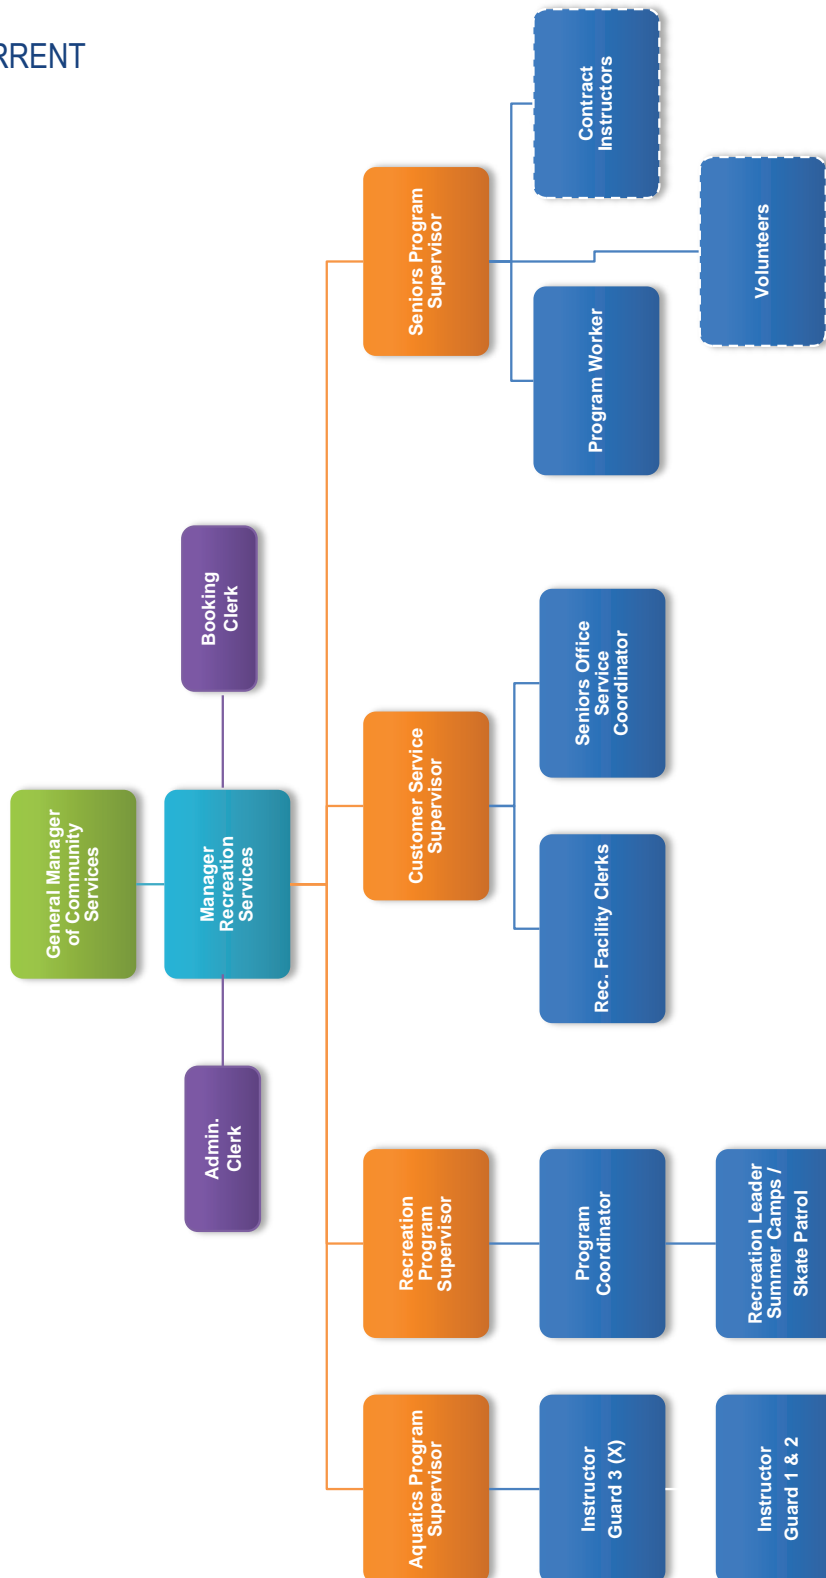 RRENT
General Manager
of Community
Services
Manager
Recreation
Services
Admin.
Clerk
Booking
Clerk
Aquatics Program
Supervisor
Recreation
Program
Supervisor
Customer Service
Supervisor
Seniors Program
Supervisor
Instructor
Guard 3 (X)
Program
Coordinator
Rec. Facility Clerks
Seniors Office
Service
Coordinator
Program Worker
Contract
Instructors
Instructor
Guard 1 & 2
Recreation Leader
Summer Camps /
Skate Patrol
Volunteers